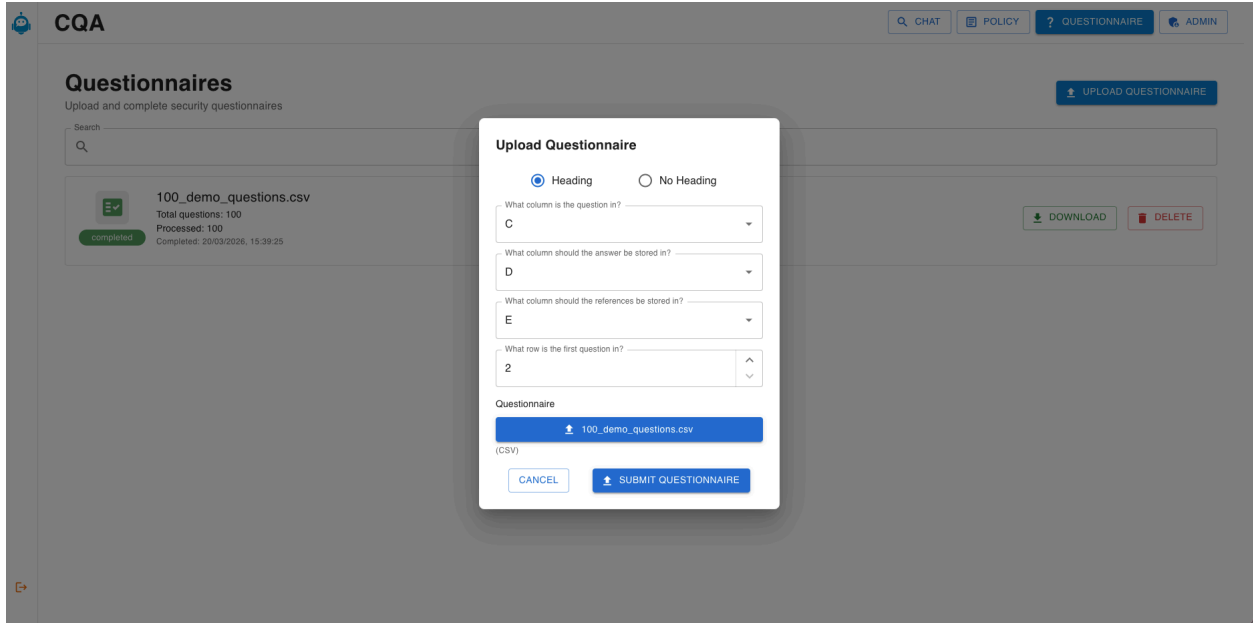 CQA
CHAT
POLICY
? QUESTIONNAIRE
ADMIN
Questionnaires
Upload and complete security questionnaires
UPLOAD QUESTIONNAIRE
Search
100_demo_questions.csv
Total questions: 100
Processed: 100
Completed: 20/03/2026, 15:39:25
completed
DOWNLOAD
DELETE
Upload Questionnaire
Heading
No Heading
What column is the question in?
C
What column should the answer be stored in?
D
What column should the references be stored in?
E
What row is the first question in?
2
Questionnaire
100_demo_questions.csv
(CSV)
CANCEL
SUBMIT QUESTIONNAIRE